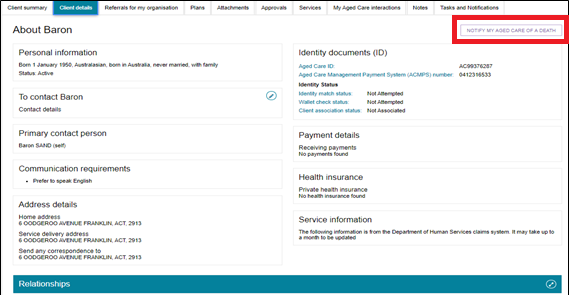 Client summary Client details Referrals for my organisation Plans Attachments Approvals Services My Aged Care interactions Notes Tasks and Notifications
About Baron
NOTIFY MY AGED CARE OF A DEATH
Personal information
Born 1 January 1950, Australasian, born in Australia, never married, with family
Status: Active
To contact Baron
Contact details
Primary contact person
Baron SAND (self)
Communication requirements
Prefer to speak English
Address details
Home address
6 OODGEROO AVENUE FRANKLIN, ACT, 2913
Service delivery address
6 OODGEROO AVENUE FRANKLIN, ACT, 2913
Send any correspondence to
6 OODGEROO AVENUE FRANKLIN, ACT, 2913
Identity documents (ID)
Aged Care ID: AC99376287
Aged Care Management Payment System (ACMPS) number: 0412316533
Identity Status
Identity match status: Not Attempted
Wallet check status: Not Attempted
Client association status: Not Associated
Payment details
Receiving payments
No payments found
Health insurance
Private health insurance
No health insurance found
Service information
The following information is from the Department of Human Services claims system. It may take up to
a month to be updated
Relationships